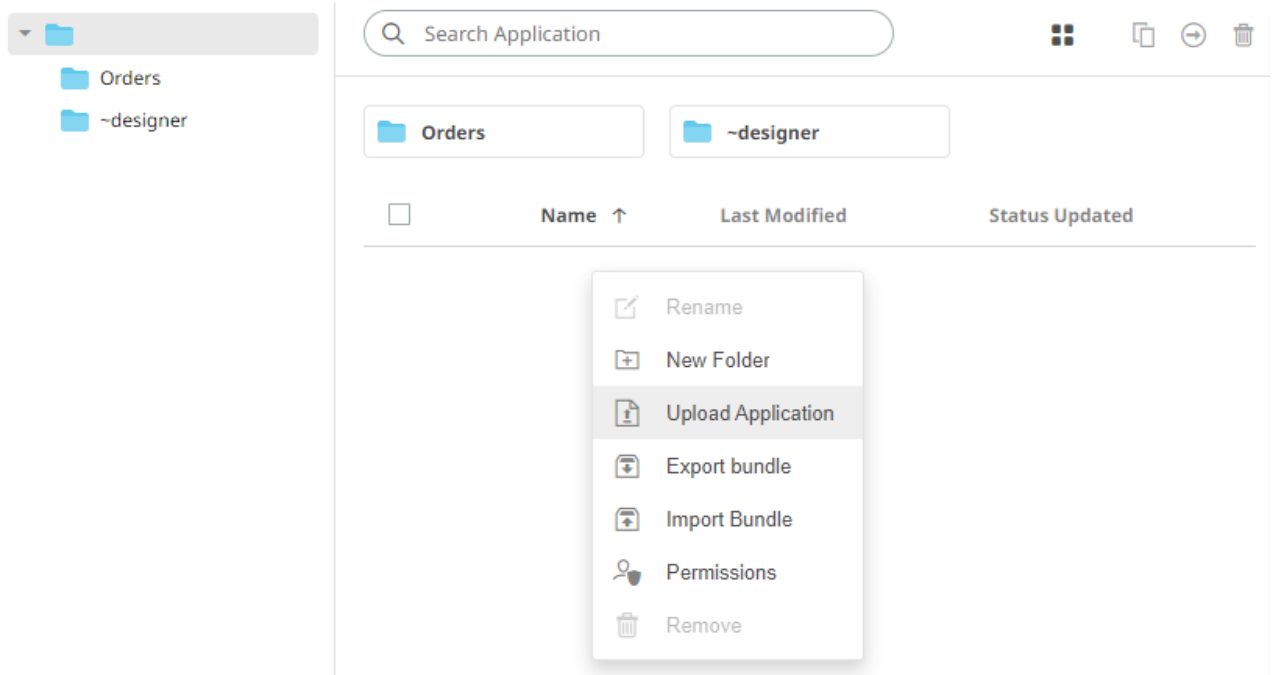 Search Application
Orders
~designer
Orders
~designer
Name ↑ Last Modified Status Updated
Rename
New Folder
Upload Application
Export bundle
Import Bundle
Permissions
Remove